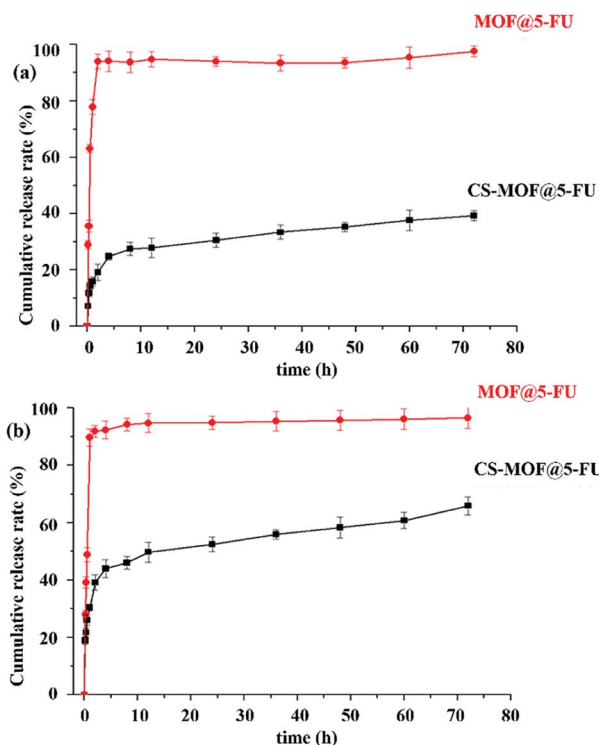 MOF@5-FU
(a)
100
80
60
40
20
0
CS-MOF@5-FU
Cumulative release rate (%)
0 10 20 30 40 50 60 70 80
time (h)
MOF@5-FU
(b)
100
80
60
40
20
0
CS-MOF@5-FU
Cumulative release rate (%)
0 10 20 30 40 50 60 70 80
time (h)